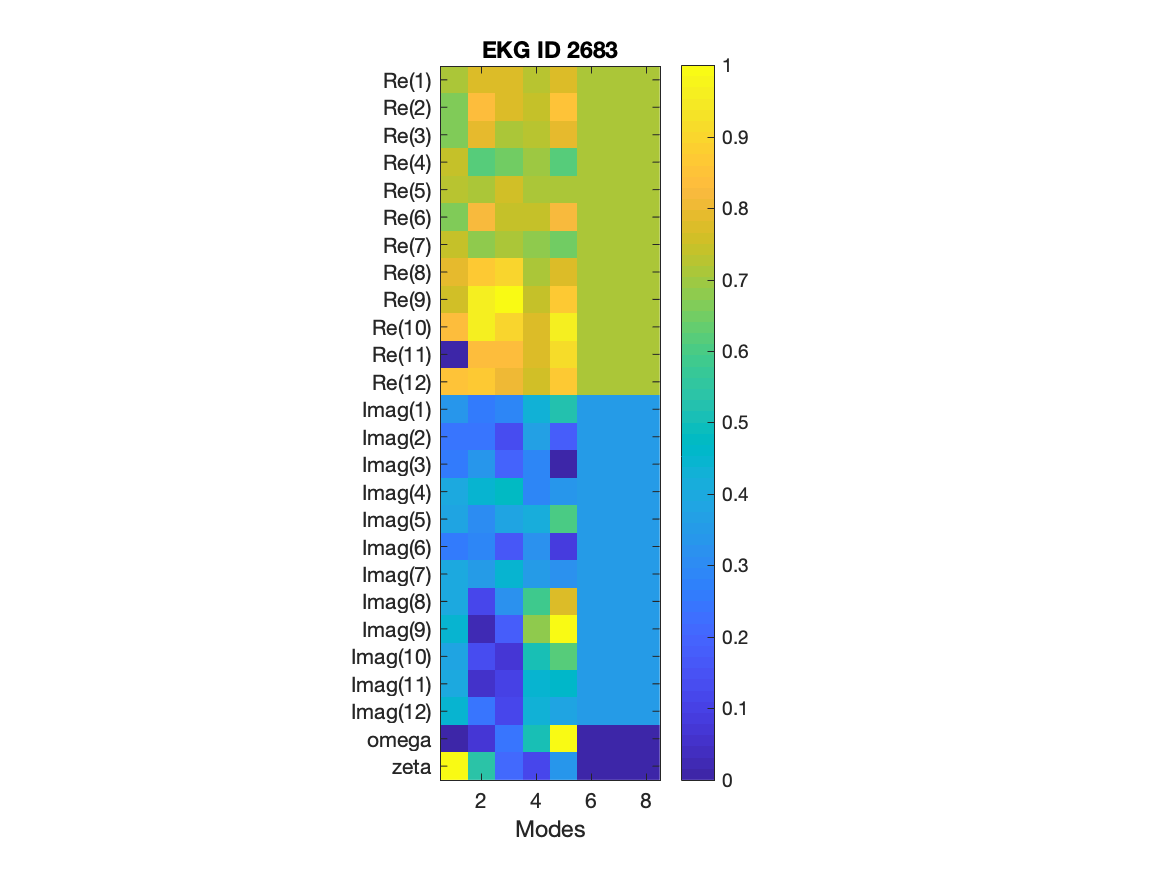 EKG ID 2683
Re(1)
Re(2)
Re(3)
Re(4)
Re(5)
Re(6)
Re(7)
Re(8)
Re(9)
Re(10)
Re(11)
Re(12)
Imag(1)
Imag(2)
Imag(3)
Imag(4)
Imag(5)
Imag(6)
Imag(7)
Imag(8)
Imag(9)
Imag(10)
Imag(11)
Imag(12)
omega
zeta
2 4 6 8
Modes
1
0.9
0.8
0.7
0.6
0.5
0.4
0.3
0.2
0.1
0